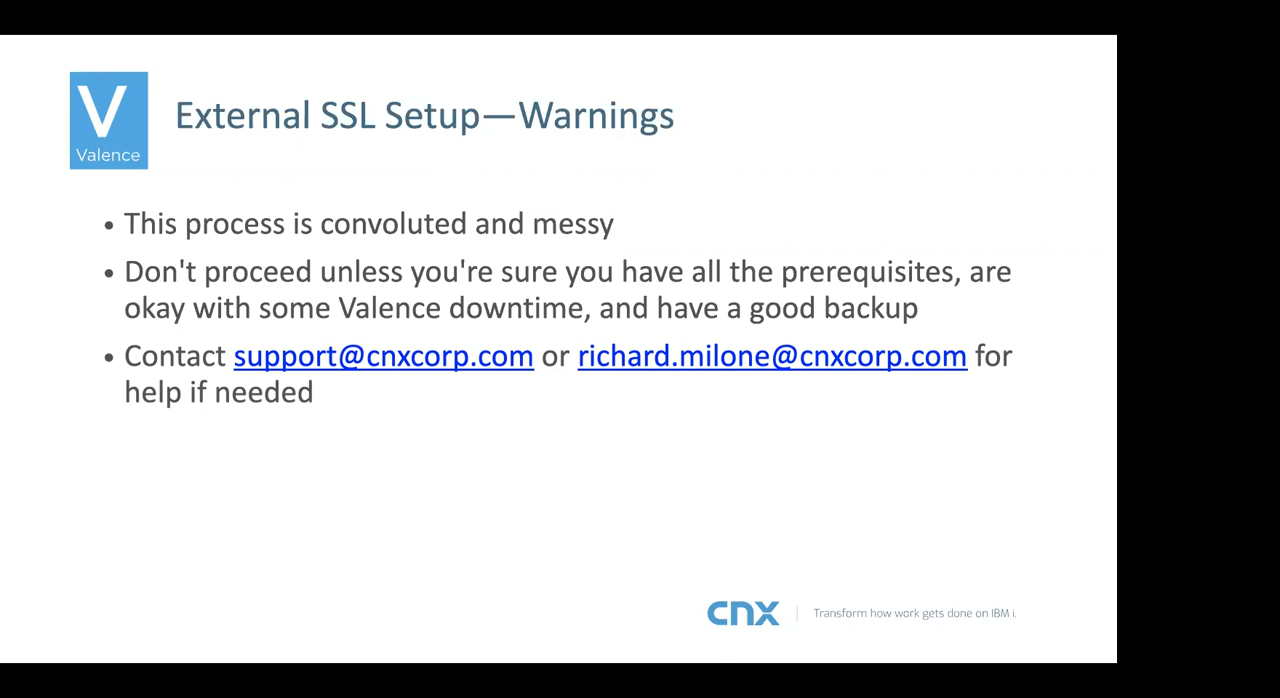 V
Valence
External SSL Setup—Warnings
• This process is convoluted and messy
• Don't proceed unless you're sure you have all the prerequisites, are
okay with some Valence downtime, and have a good backup
• Contact support@cnxcorp.com or richard.milone@cnxcorp.com for
help if needed
cnx | Transform how work gets done on IBM i.